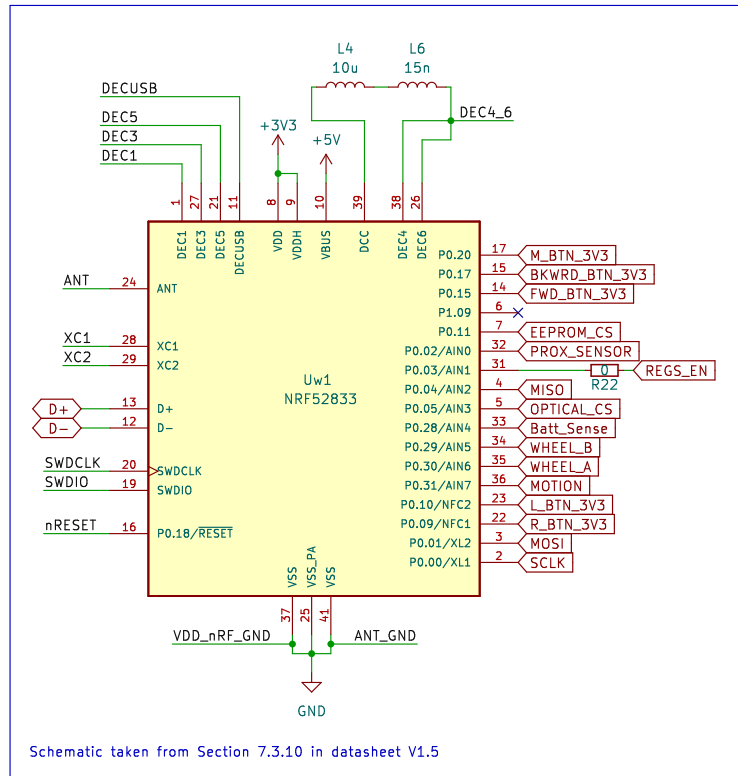 L4 L6
10u 15n
DECUSB
DEC5
DEC3
DEC1
+3V3
+5V
DEC4_6
1 27 21 11 8 9 10 39 38 26
DEC1 DEC3 DEC5 DECUSB VDD VDDH VBUS DCC DEC4 DEC6
P0.20 17 M_BTN_3V3
P0.17 15 BKWRD_BTN_3V3
P0.15 14 FWD_BTN_3V3
P1.09 6
P0.11 7 EEPROM_CS
P0.02/AIN0 32 PROX_SENSOR
P0.03/AIN1 31 0 REGS_EN
R22
P0.04/AIN2 4 MISO
P0.05/AIN3 5 OPTICAL_CS
P0.28/AIN4 33 Batt_Sense
P0.29/AIN5 34 WHEEL_B
P0.30/AIN6 35 WHEEL_A
P0.31/AIN7 36 MOTION
P0.10/NFC2 23 L_BTN_3V3
P0.09/NFC1 22 R_BTN_3V3
P0.01/XL2 3 MOSI
P0.00/XL1 2 SCLK
ANT 24 ANT
XC1 28 XC1
XC2 29 XC2
Uw1
NRF52833
D+ 13 D+
D- 12 D-
SWDCLK 20 SWDCLK
SWDIO 19 SWDIO
nRESET 16 P0.18/RESET
VSS VSS_PA VSS
37 25 41
VDD_nRF_GND ANT_GND
GND
Schematic taken from Section 7.3.10 in datasheet V1.5